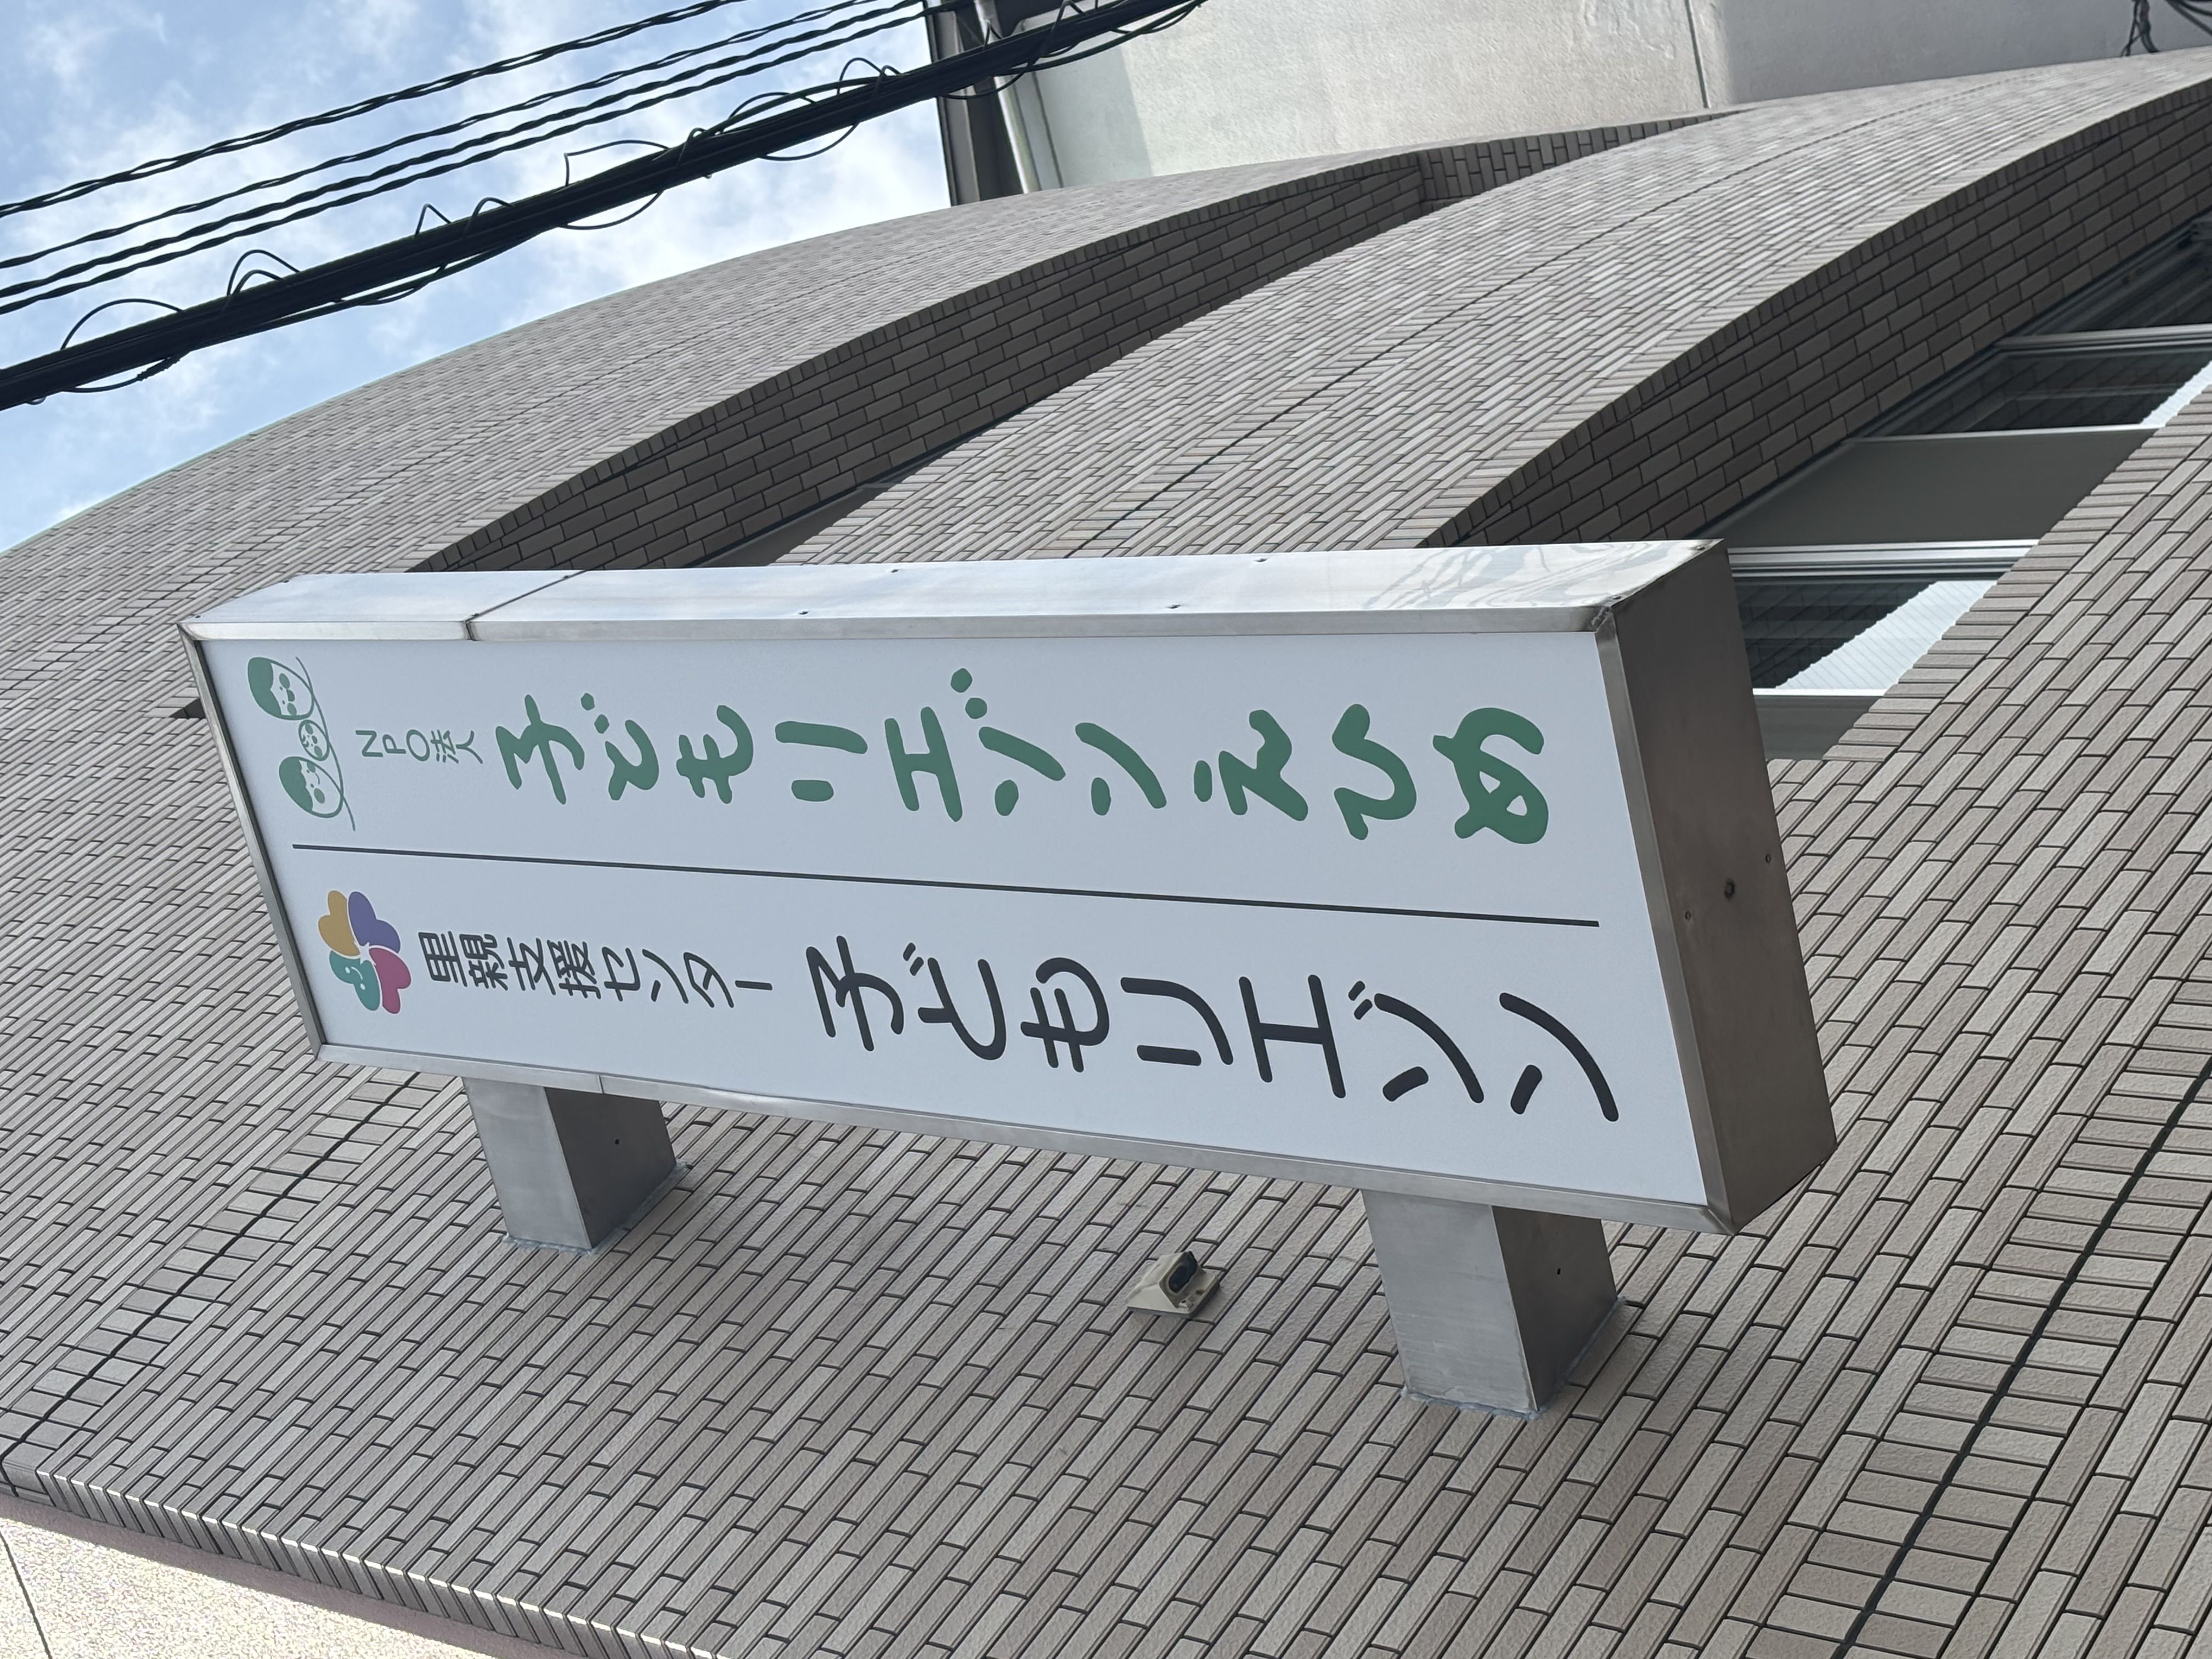 NPO法人 子どもリエゾンえひめ
里親支援センター 子どもリエゾン